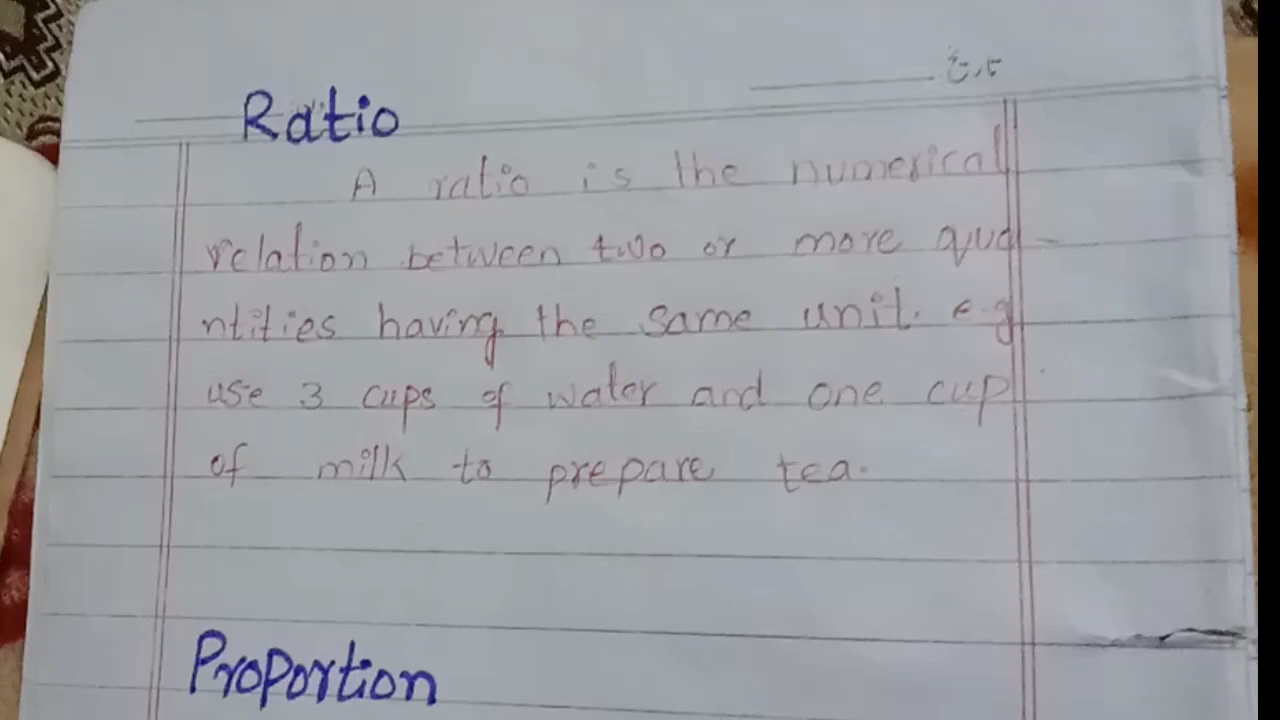 Ratio
A ratio is the numerical
relation between two or more qua-
ntities having the same unit. e.g
use 3 cups of water and one cup
of milk to prepare tea.
Proportion